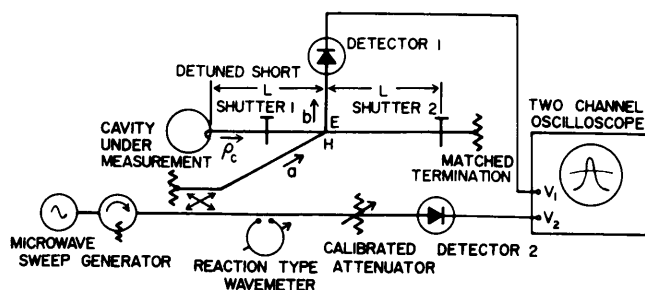 DETECTOR 1
DETUNED SHORT
L
L
SHUTTER 1
SHUTTER 2
b
E
H
TWO CHANNEL
OSCILLOSCOPE
CAVITY
UNDER
MEASUREMENT
ρc
a
MATCHED
TERMINATION
V1
V2
MICROWAVE
SWEEP GENERATOR
REACTION TYPE
WAVEMETER
CALIBRATED
ATTENUATOR
DETECTOR 2